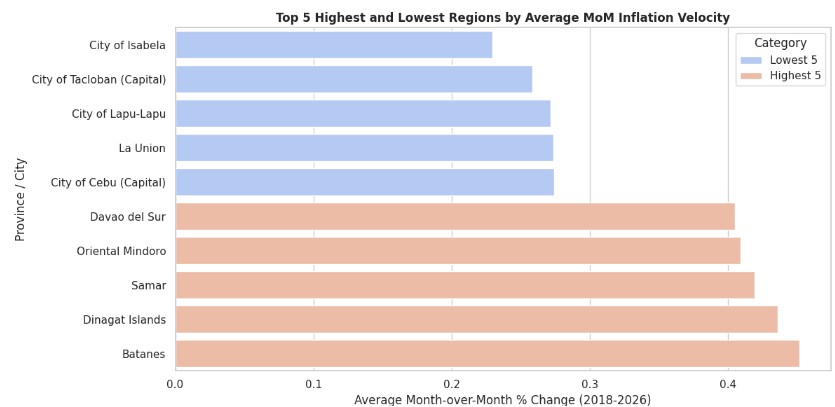 Top 5 Highest and Lowest Regions by Average MoM Inflation Velocity
Category
Lowest 5
Highest 5
Province / City
City of Isabela
City of Tacloban (Capital)
City of Lapu-Lapu
La Union
City of Cebu (Capital)
Davao del Sur
Oriental Mindoro
Samar
Dinagat Islands
Batanes
0.0 0.1 0.2 0.3 0.4
Average Month-over-Month % Change (2018-2026)